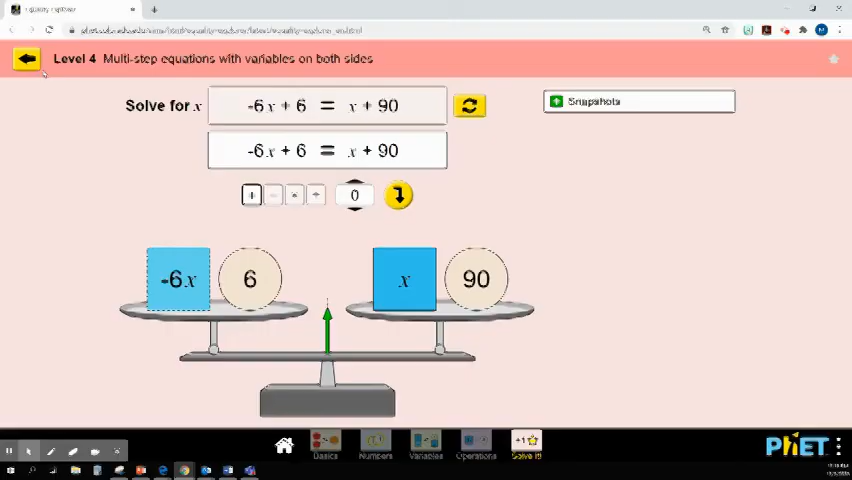 Level 4 Multi-step equations with variables on both sides
Solve for x
-6x + 6 = x + 90
-6x + 6 = x + 90
0
Snapshots
-6x 6 x 90
Basics Numbers Variables Operations Solve It!
+1
PhET